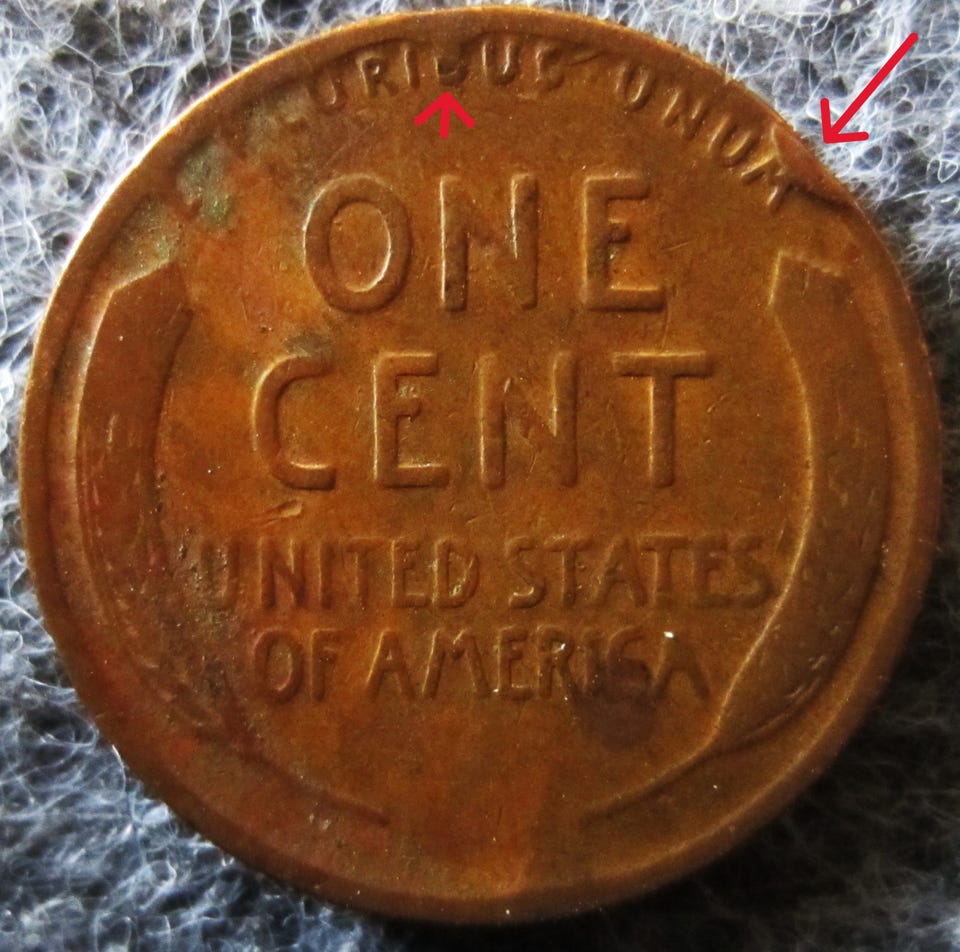 URIBUS UNUM
ONE
CENT
UNITED STATES
OF AMERICA